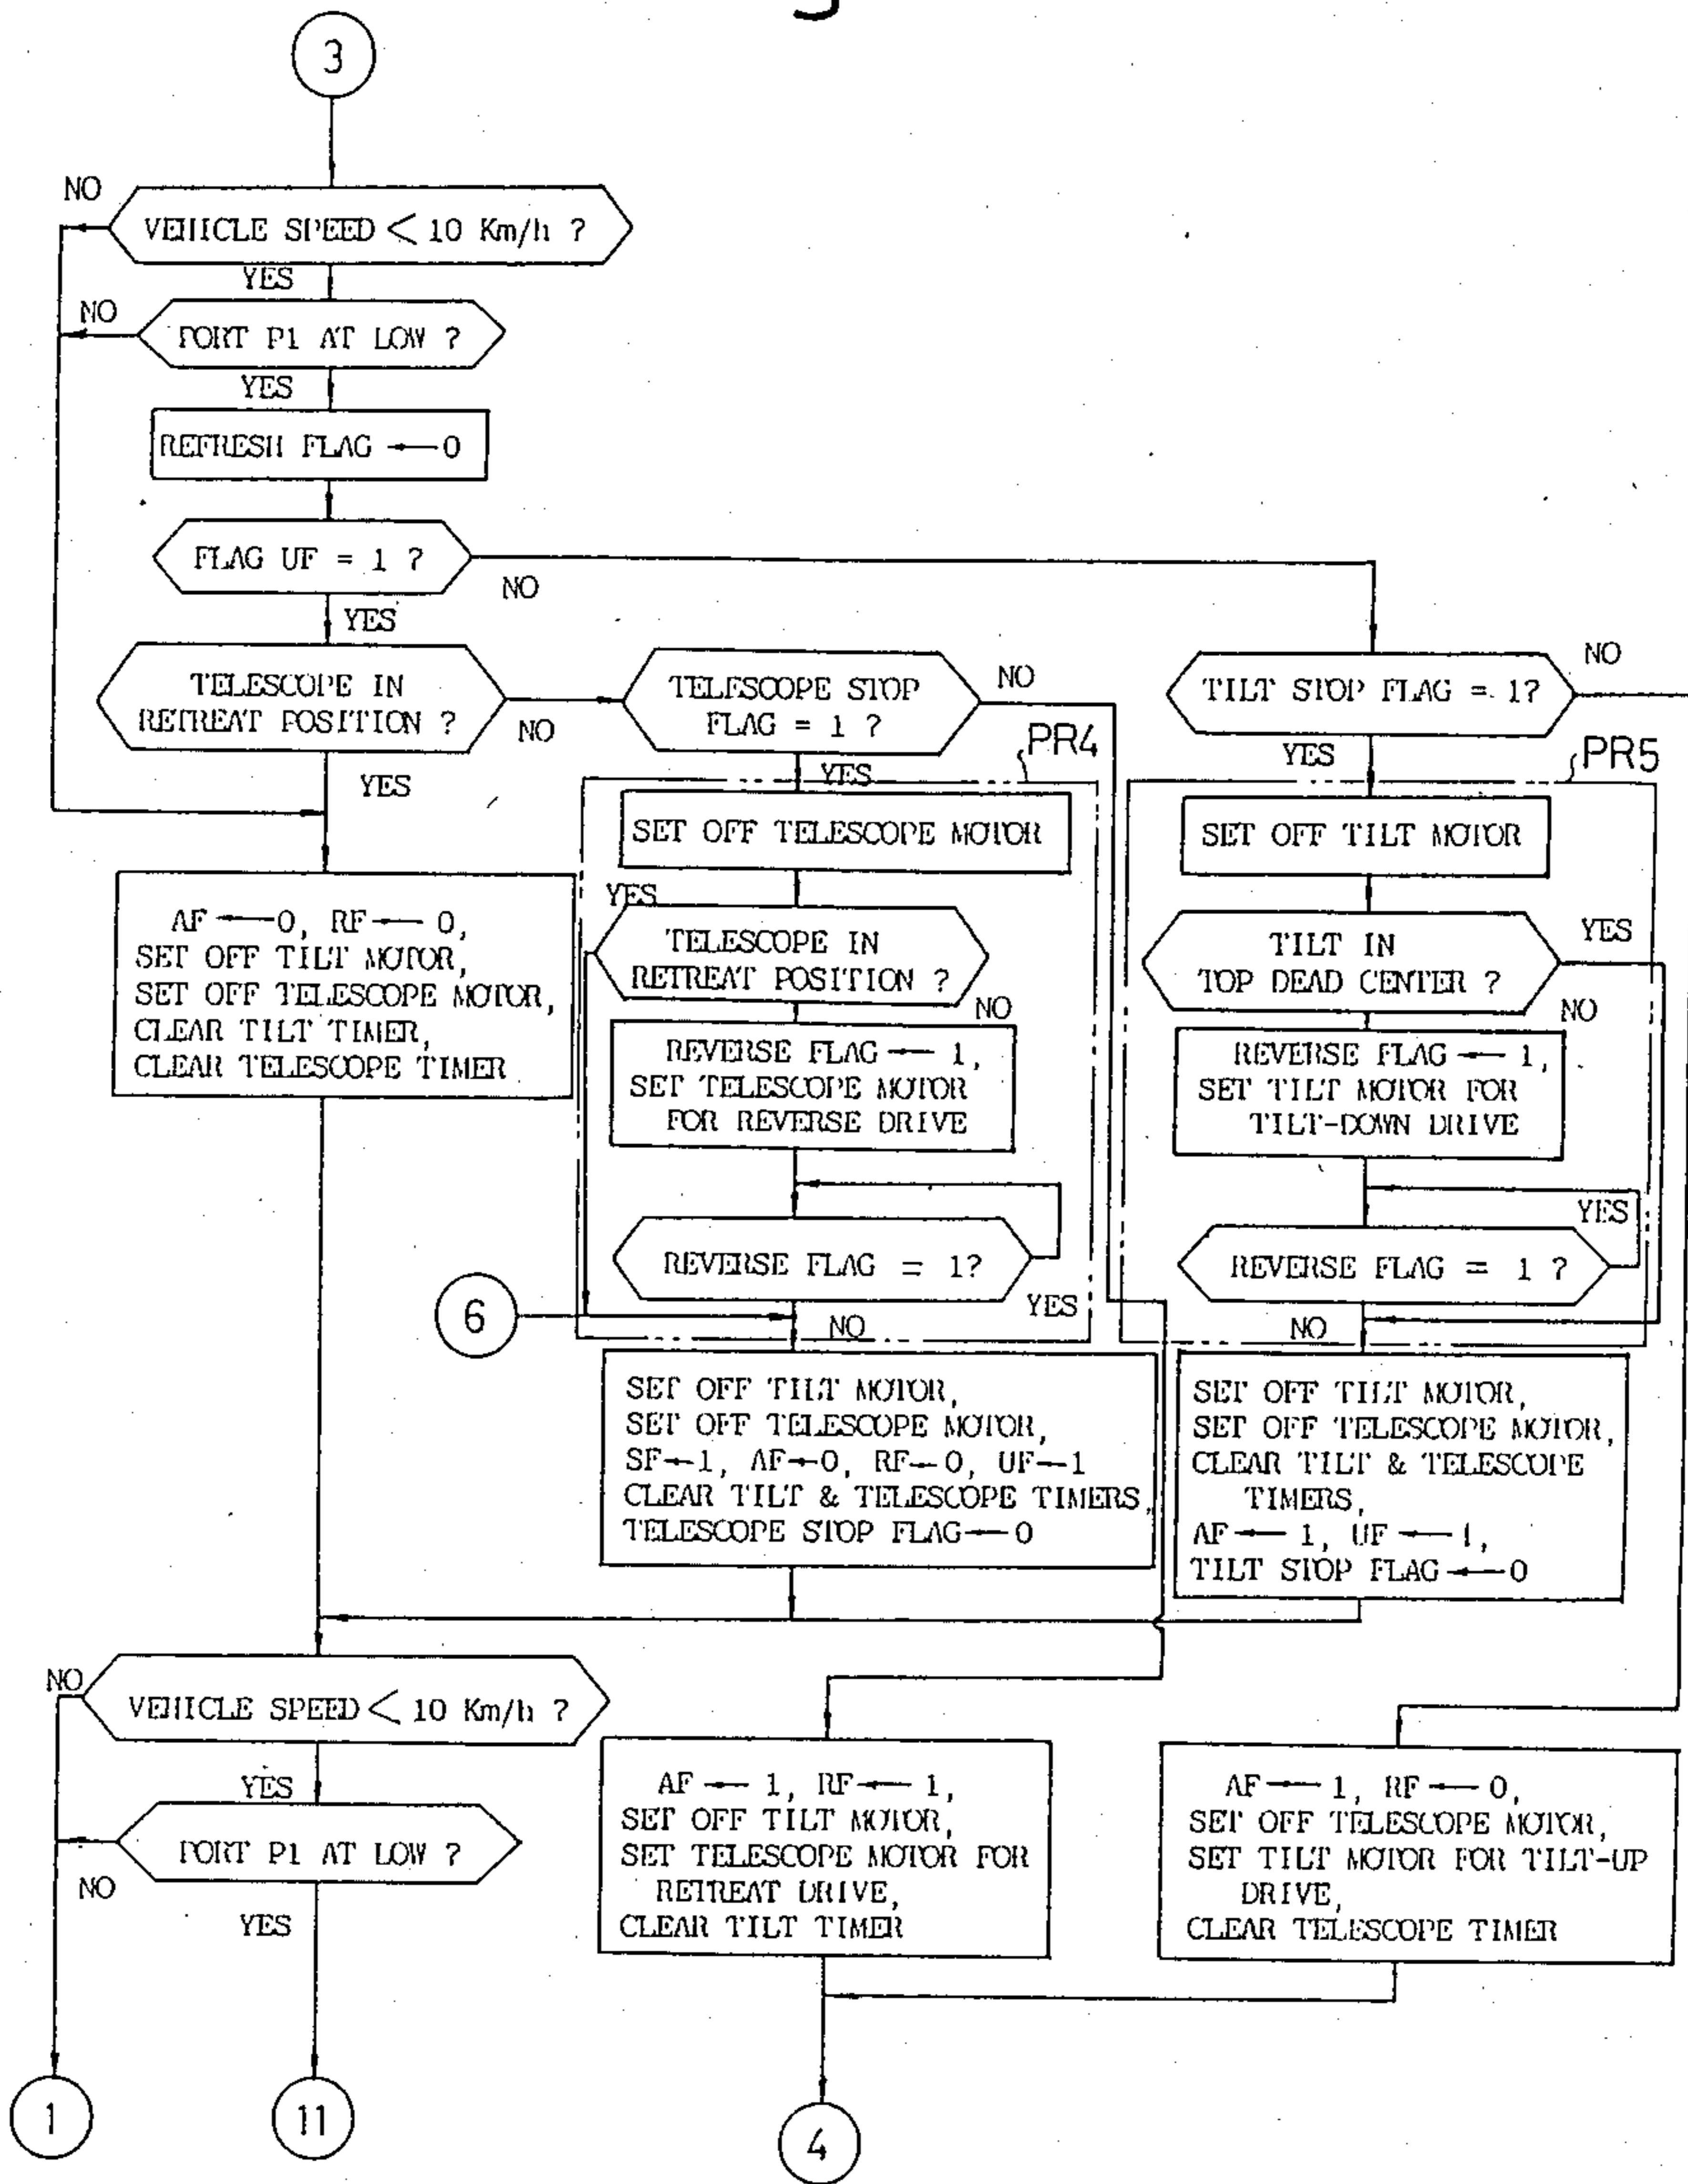 3
NO
VEHICLE SPEED < 10 Km/h ?
YES
NO
PORT P1 AT LOW ?
YES
REFRESH FLAG ← 0
FLAG UF = 1 ?
NO
YES
TELESCOPE IN
RETREAT POSITION ?
NO
YES
TELESCOPE STOP
FLAG = 1 ?
NO
YES
TILT STOP FLAG = 1?
NO
YES
PR4
PR5
SET OFF TELESCOPE MOTOR
YES
TELESCOPE IN
RETREAT POSITION ?
NO
REVERSE FLAG ← 1,
SET TELESCOPE MOTOR
FOR REVERSE DRIVE
REVERSE FLAG = 1?
YES
NO
6
SET OFF TILT MOTOR
TILT IN
TOP DEAD CENTER ?
YES
NO
REVERSE FLAG ← 1,
SET TILT MOTOR FOR
TILT-DOWN DRIVE
YES
REVERSE FLAG = 1 ?
NO
AF ← 0, RF ← 0,
SET OFF TILT MOTOR,
SET OFF TELESCOPE MOTOR,
CLEAR TILT TIMER,
CLEAR TELESCOPE TIMER
SET OFF TILT MOTOR,
SET OFF TELESCOPE MOTOR,
SF←1, AF←0, RF←0, UF←1
CLEAR TILT & TELESCOPE TIMERS,
TELESCOPE STOP FLAG ← 0
SET OFF TILT MOTOR,
SET OFF TELESCOPE MOTOR,
CLEAR TILT & TELESCOPE
TIMERS,
AF ← 1, UF ← 1,
TILT STOP FLAG ← 0
NO
VEHICLE SPEED < 10 Km/h ?
YES
PORT P1 AT LOW ?
NO
YES
AF ← 1, RF ← 1,
SET OFF TILT MOTOR,
SET TELESCOPE MOTOR FOR
RETREAT DRIVE,
CLEAR TILT TIMER
AF ← 1, RF ← 0,
SET OFF TELESCOPE MOTOR,
SET TILT MOTOR FOR TILT-UP
DRIVE,
CLEAR TELESCOPE TIMER
1
11
4